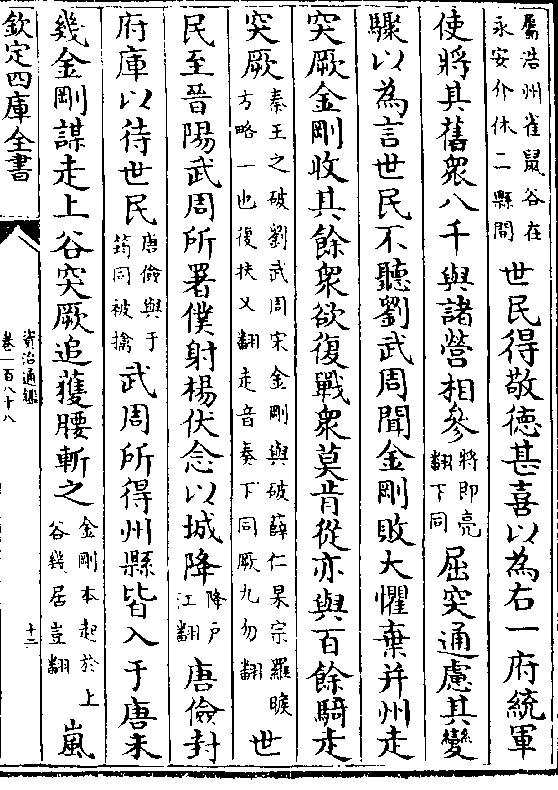 屬浩州雀䑕谷在
永安介休二縣間
世民得敬徳甚喜以為右一府統軍
使將其舊衆八千與諸營相參
將即亮
翻下同
屈突通慮其變
驟以為言世民不聽劉武周聞金剛敗大懼棄并州走
突厥金剛收其餘衆欲復戰衆莫肯從亦與百餘騎走
突厥
秦王之破劉武周宋金剛與破薛仁杲宗羅㬋
方略一也復扶又翻走音奏下同厥九勿翻
世
民至晉陽武周所署僕射楊伏念以城降
降戸
江翻
唐儉封
府庫以待世民
唐儉與于
筠同被擒
武周所得州縣皆入于唐未
幾金剛謀走上谷突厥追獲腰斬之
金剛本起於上
谷幾居豈翻
嵐
欽定四庫全書
資治通鑑
卷一百八十八
十二